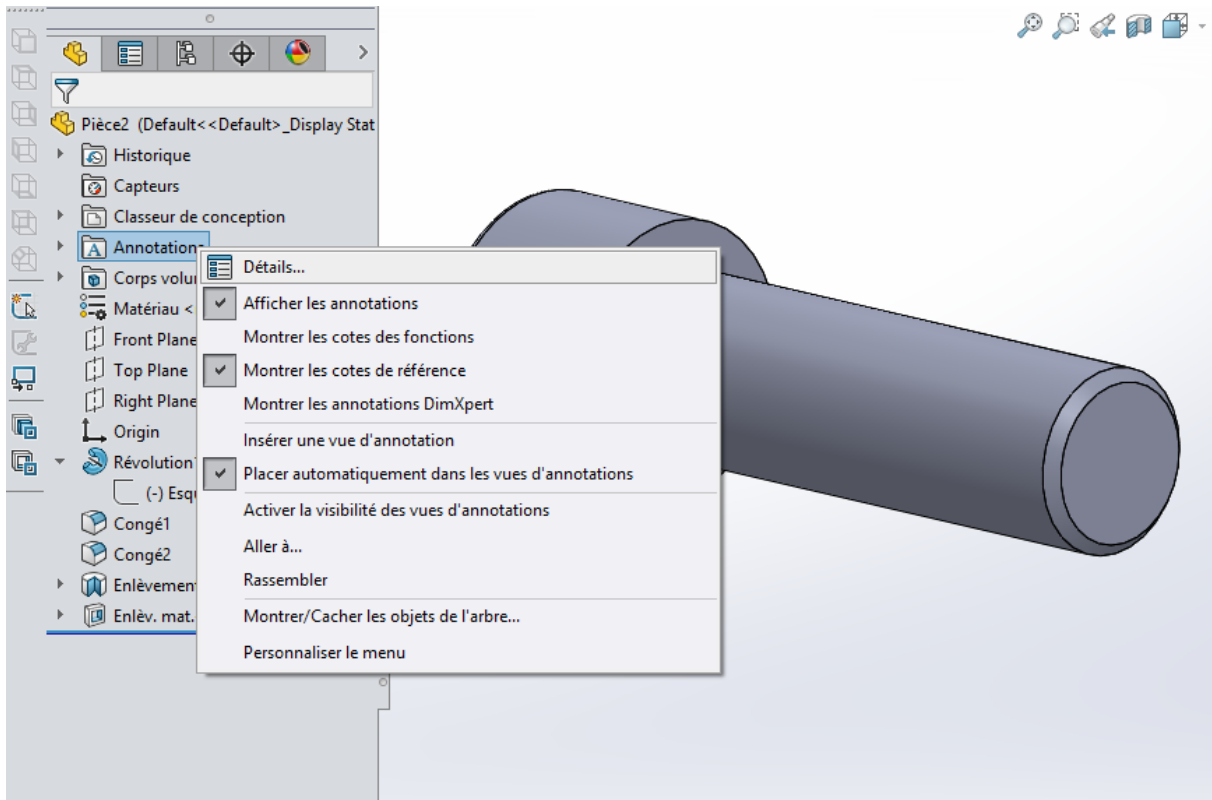 Pièce2 (Default<<Default>_Display Stat
Historique
Capteurs
Classeur de conception
Annotations
Corps volu
Matériau <
Front Plane
Top Plane
Right Plane
Origin
Révolution
(-) Esq
Congé1
Congé2
Enlèvemen
Enlèv. mat.
Détails...
Afficher les annotations
Montrer les cotes des fonctions
Montrer les cotes de référence
Montrer les annotations DimXpert
Insérer une vue d'annotation
Placer automatiquement dans les vues d'annotations
Activer la visibilité des vues d'annotations
Aller à...
Rassembler
Montrer/Cacher les objets de l'arbre...
Personnaliser le menu